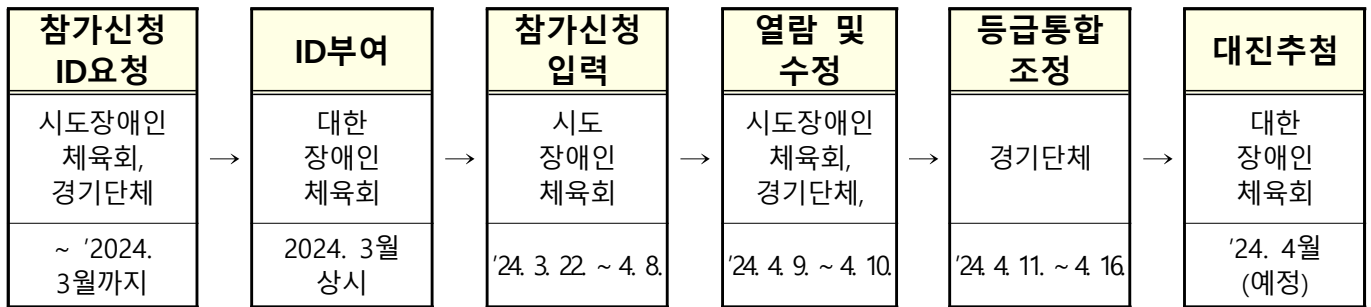 참가신청
ID요청
시도장애인
체육회,
경기단체
~ '2024.
3월까지
→
ID부여
대한
장애인
체육회
2024. 3월
상시
→
참가신청
입력
시도
장애인
체육회
'24. 3. 22. ~ 4. 8.
→
열람 및
수정
시도장애인
체육회,
경기단체,
'24. 4. 9. ~ 4. 10.
→
등급통합
조정
경기단체
'24. 4. 11. ~ 4. 16.
→
대진추첨
대한
장애인
체육회
'24. 4월
(예정)